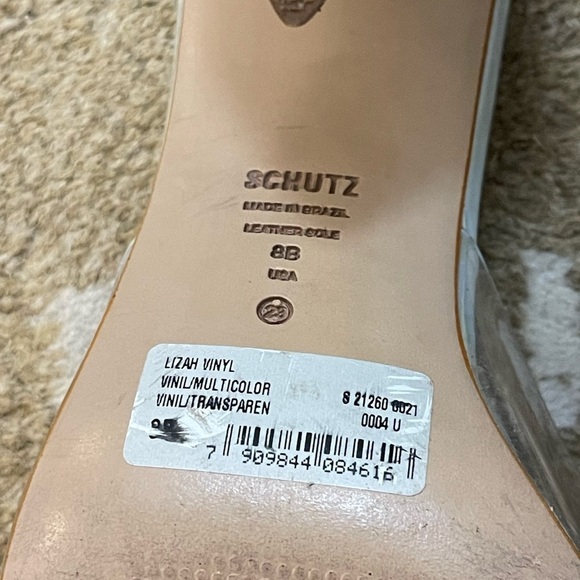 SCHUTZ
MADE IN BRAZIL
LEATHER SOLE
8B
USA
LIZAH VINYL
VINIL/MULTICOLOR
VINIL/TRANSPAREN
S 21260 0021
0004 U
7 909844 084616